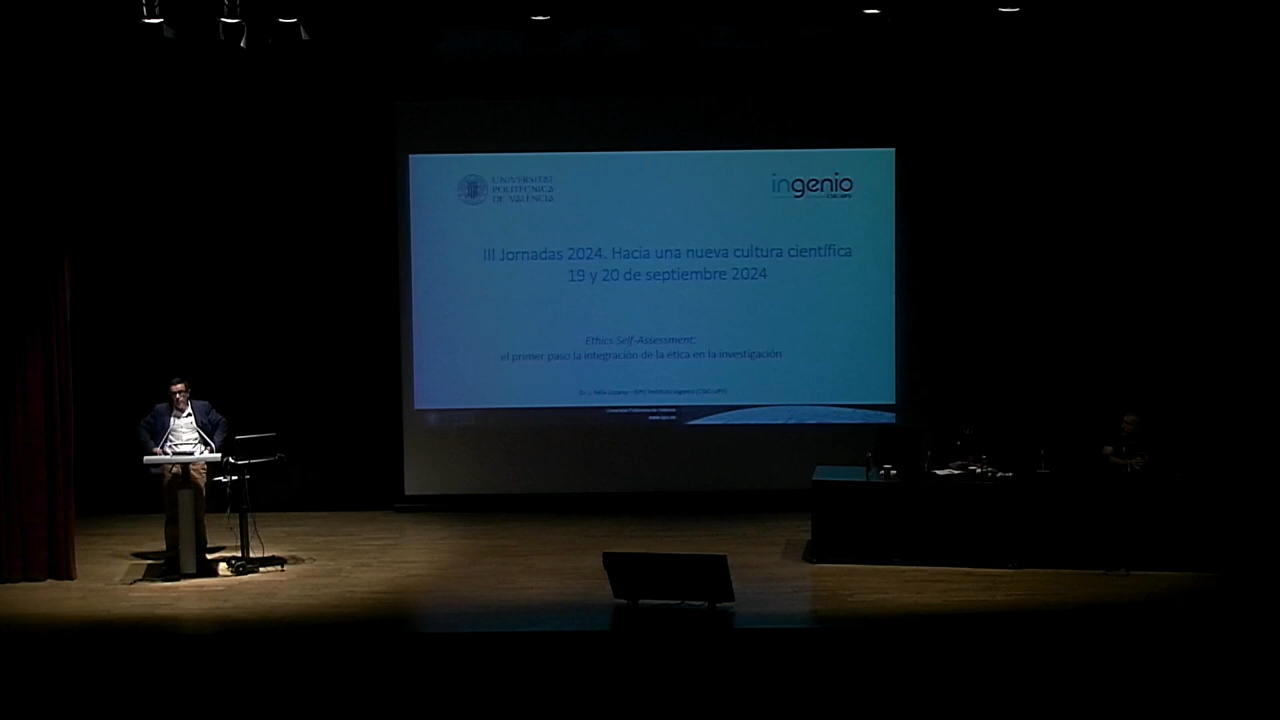 UNIVERSITAT
POLITÈCNICA
DE VALÈNCIA
ingenio
III Jornadas 2024. Hacia una nueva cultura científica
19 y 20 de septiembre 2024
Ethics Self-Assessment:
el primer paso la integración de la ética en la investigación